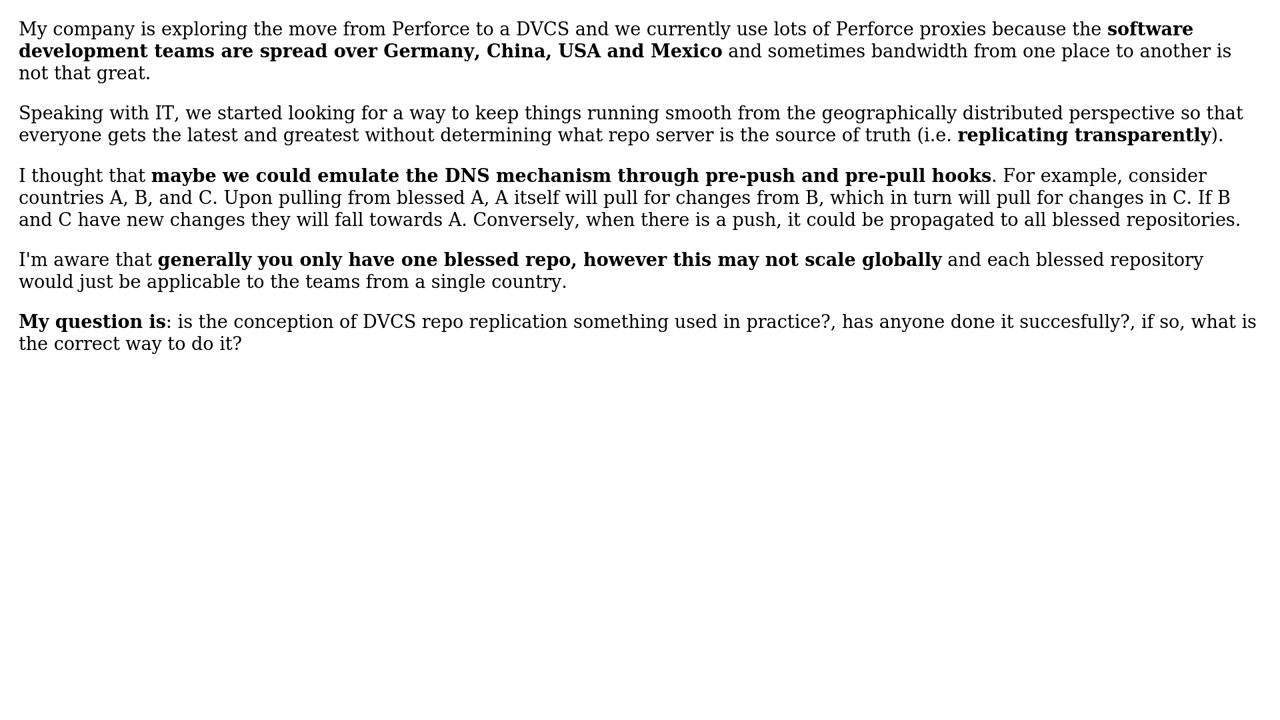 My company is exploring the move from Perforce to a DVCS and we currently use lots of Perforce proxies because the software
development teams are spread over Germany, China, USA and Mexico and sometimes bandwidth from one place to another is
not that great.
Speaking with IT, we started looking for a way to keep things running smooth from the geographically distributed perspective so that
everyone gets the latest and greatest without determining what repo server is the source of truth (i.e. replicating transparently).
I thought that maybe we could emulate the DNS mechanism through pre-push and pre-pull hooks. For example, consider
countries A, B, and C. Upon pulling from blessed A, A itself will pull for changes from B, which in turn will pull for changes in C. If B
and C have new changes they will fall towards A. Conversely, when there is a push, it could be propagated to all blessed repositories.
I'm aware that generally you only have one blessed repo, however this may not scale globally and each blessed repository
would just be applicable to the teams from a single country.
My question is: is the conception of DVCS repo replication something used in practice?, has anyone done it succesfully?, if so, what is
the correct way to do it?